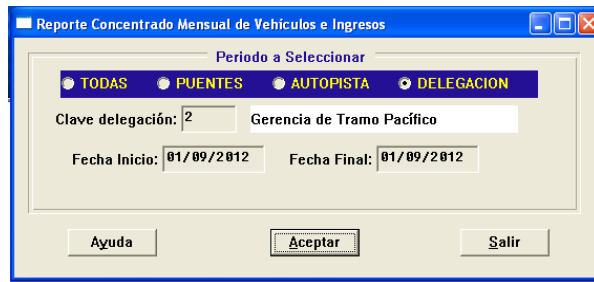 Reporte Concentrado Mensual de Vehículos e Ingresos
Periodo a Seleccionar
TODAS PUENTES AUTOPISTA DELEGACION
Clave delegación: 2 Gerencia de Tramo Pacífico
Fecha Inicio: 01/09/2012 Fecha Final: 01/09/2012
Ayuda Aceptar Salir